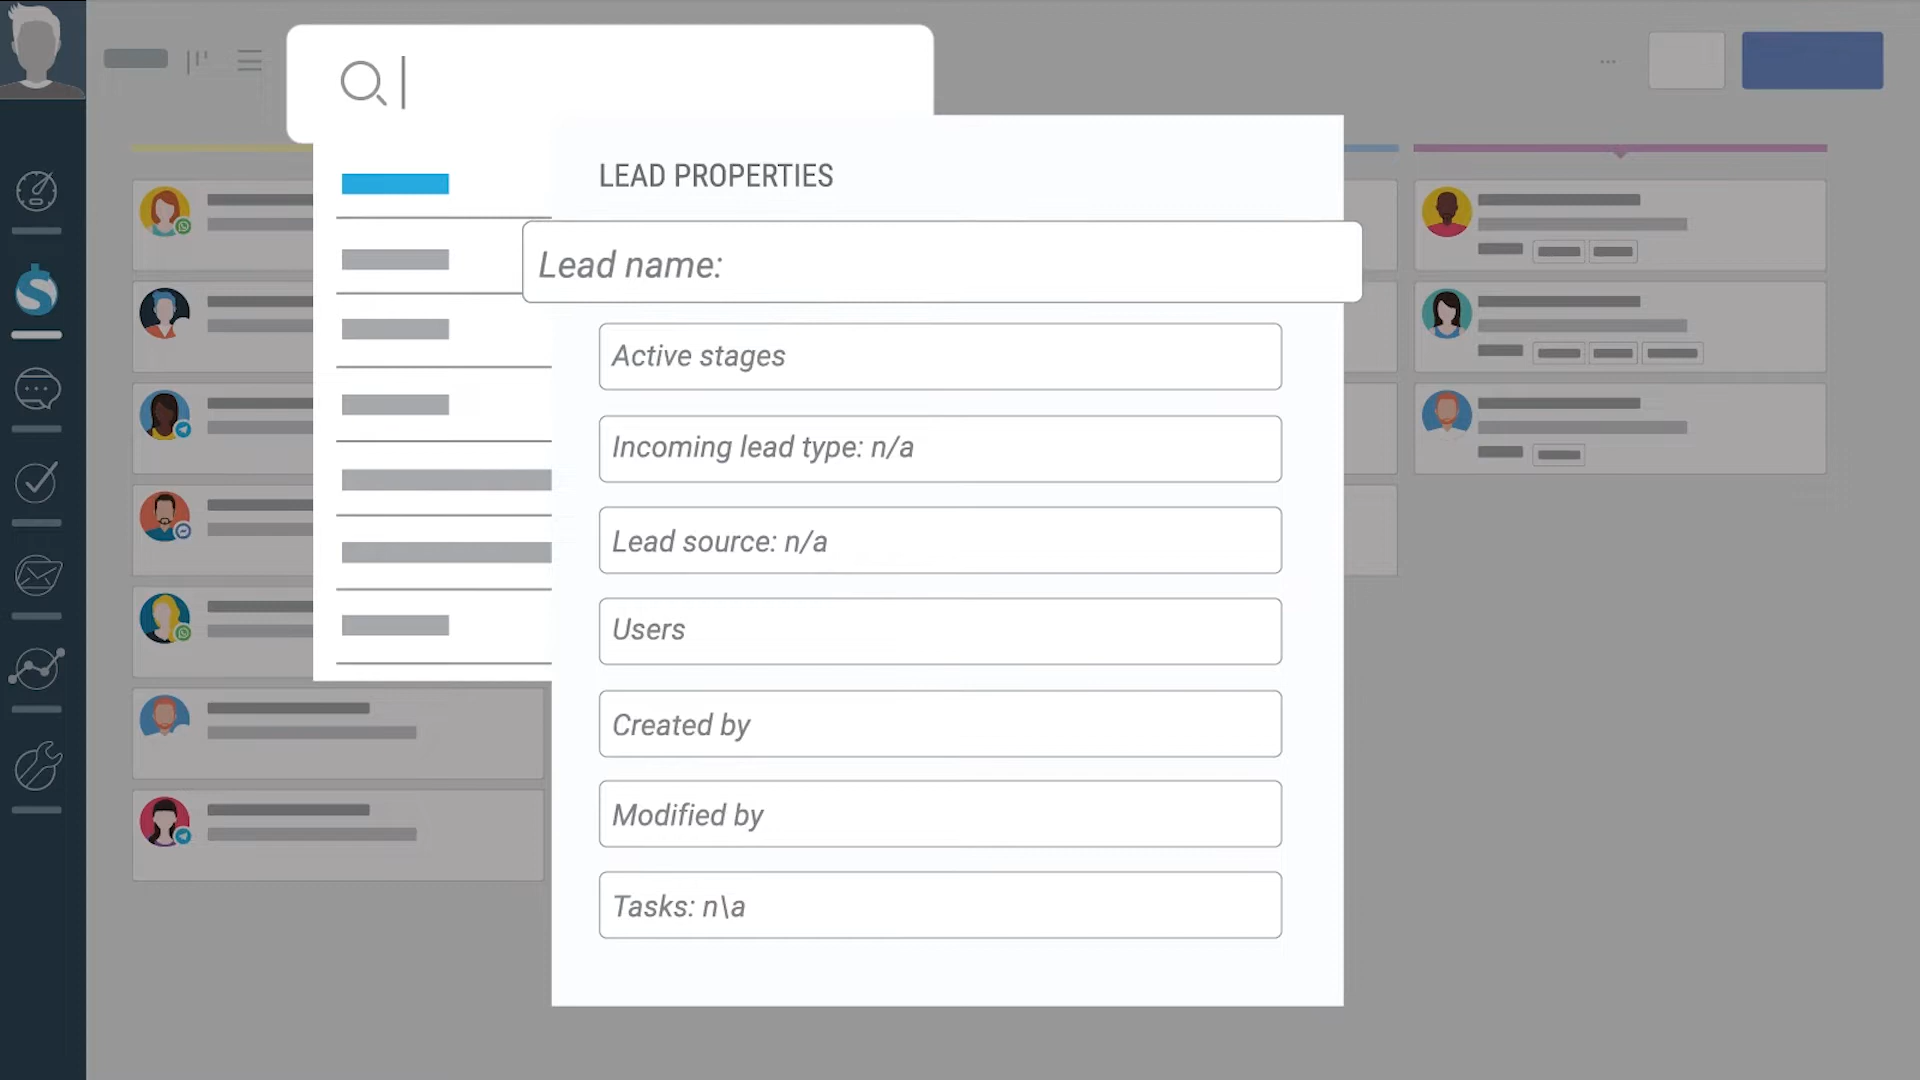 LEAD PROPERTIES
Lead name:
Active stages
Incoming lead type: n/a
Lead source: n/a
Users
Created by
Modified by
Tasks: n\a